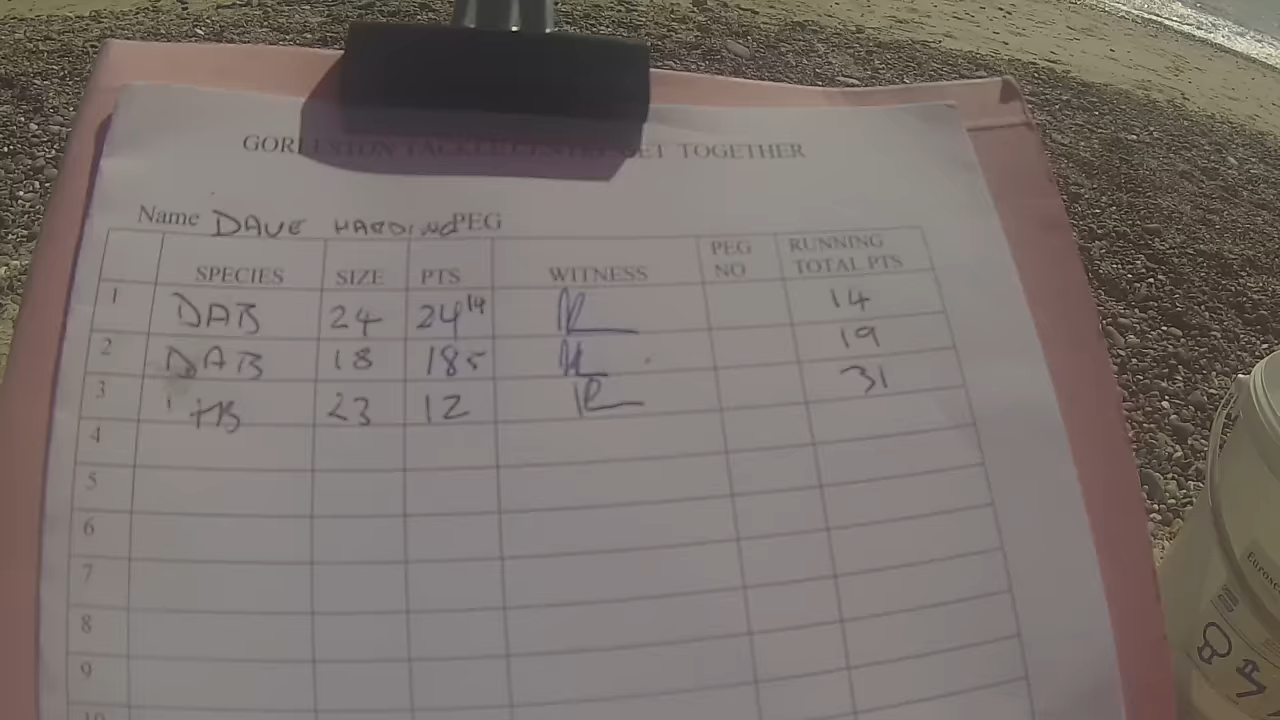 GORLESTON TACKLE CENTRE GET TOGETHER
Name DAVE HARDING PEG
SPECIES SIZE PTS WITNESS PEG NO RUNNING TOTAL PTS
1 DAB 24 24 14 14
2 DAB 18 18 5 19
3 23 12 31
4
5
6
7
8
9
10